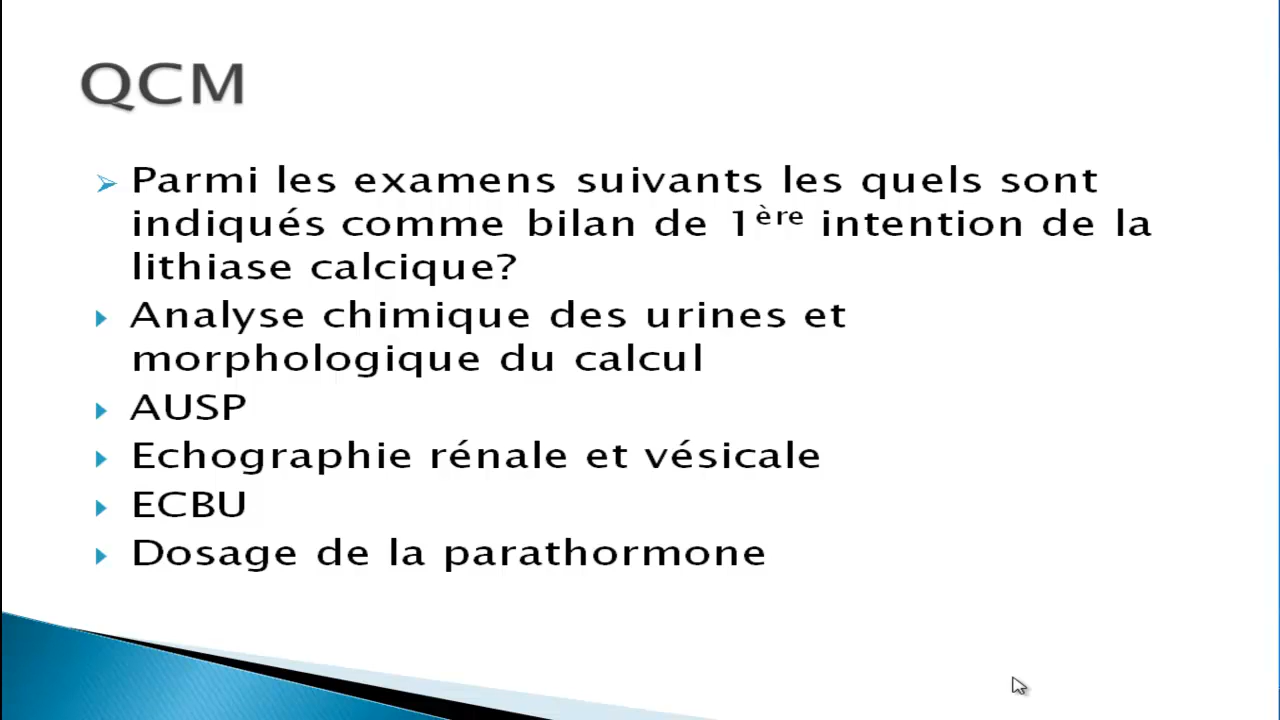 QCM
Parmi les examens suivants les quels sont
indiqués comme bilan de 1ère intention de la
lithiase calcique?
Analyse chimique des urines et
morphologique du calcul
AUSP
Echographie rénale et vésicale
ECBU
Dosage de la parathormone